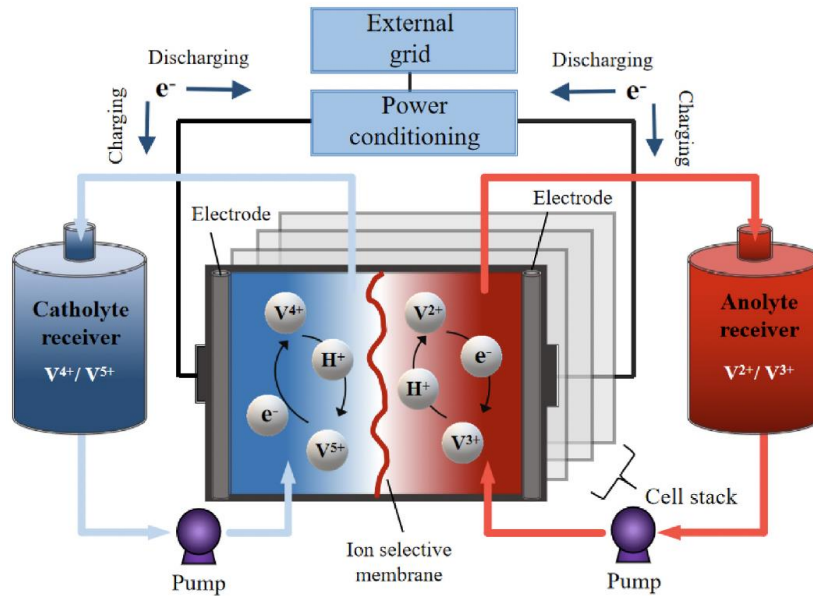 External
grid
Discharging
Discharging
e⁻
e⁻
Power
conditioning
Charging
Charging
Electrode
Electrode
Catholyte
receiver
V⁴⁺/ V⁵⁺
Anolyte
receiver
V²⁺/ V³⁺
V⁴⁺
V²⁺
H⁺
e⁻
H⁺
e⁻
V⁵⁺
V³⁺
Cell stack
Pump
Ion selective
membrane
Pump